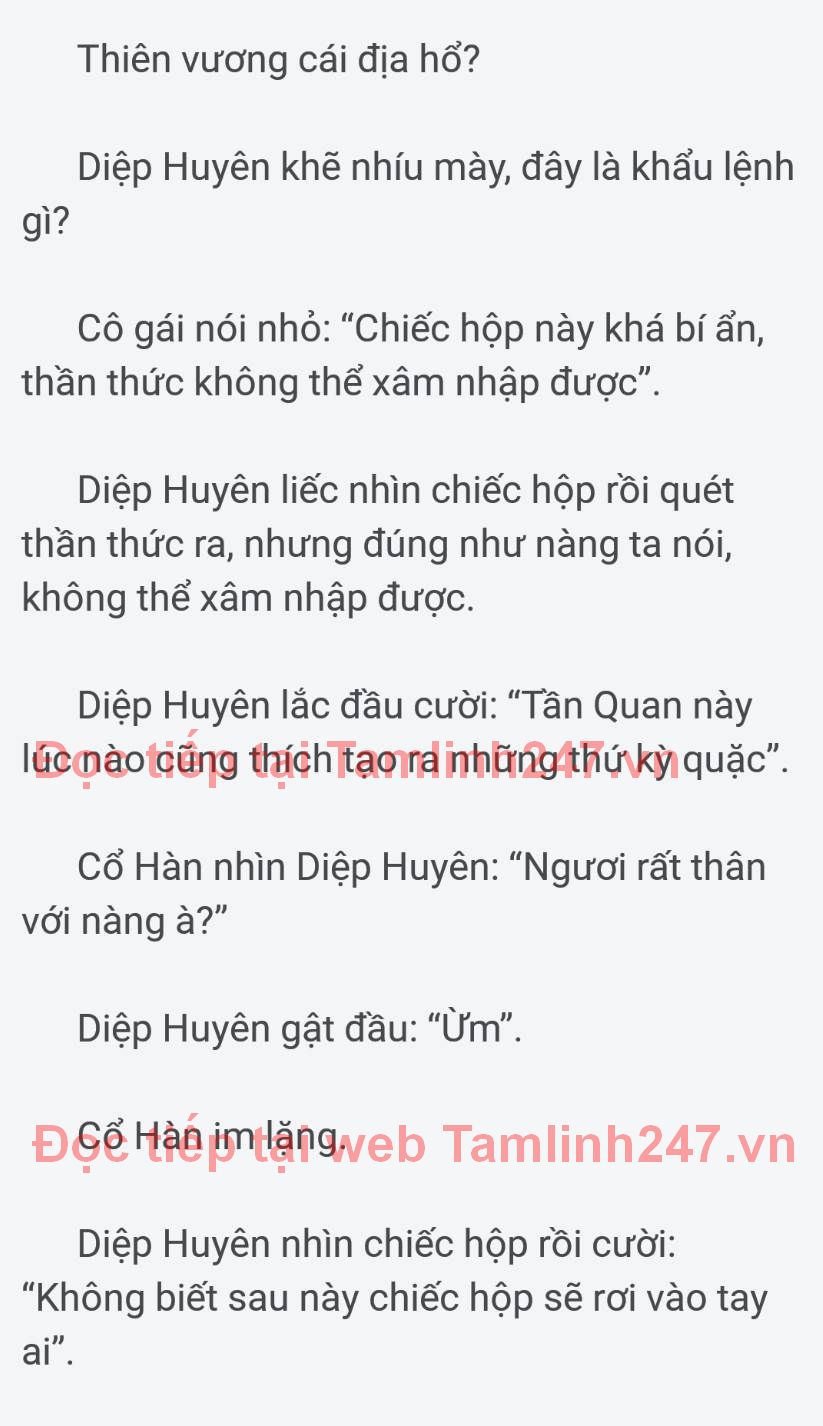 Thiên vương cái địa hổ?
Diệp Huyên khẽ nhíu mày, đây là khẩu lệnh
gì?
Cô gái nói nhỏ: “Chiếc hộp này khá bí ẩn,
thần thức không thể xâm nhập được”.
Diệp Huyên liếc nhìn chiếc hộp rồi quét
thần thức ra, nhưng đúng như nàng ta nói,
không thể xâm nhập được.
Diệp Huyên lắc đầu cười: “Tần Quan này
lúc nào cũng thích tạo ra những thứ kỳ quặc”.
Đọc tiếp tại Tamlinh247.vn
Cổ Hàn nhìn Diệp Huyên: “Ngươi rất thân
với nàng à?”
Diệp Huyên gật đầu: “Ừm”.
Cổ Hàn im lặng.
Đọc tiếp tại web Tamlinh247.vn
Diệp Huyên nhìn chiếc hộp rồi cười:
“Không biết sau này chiếc hộp sẽ rơi vào tay
ai”.